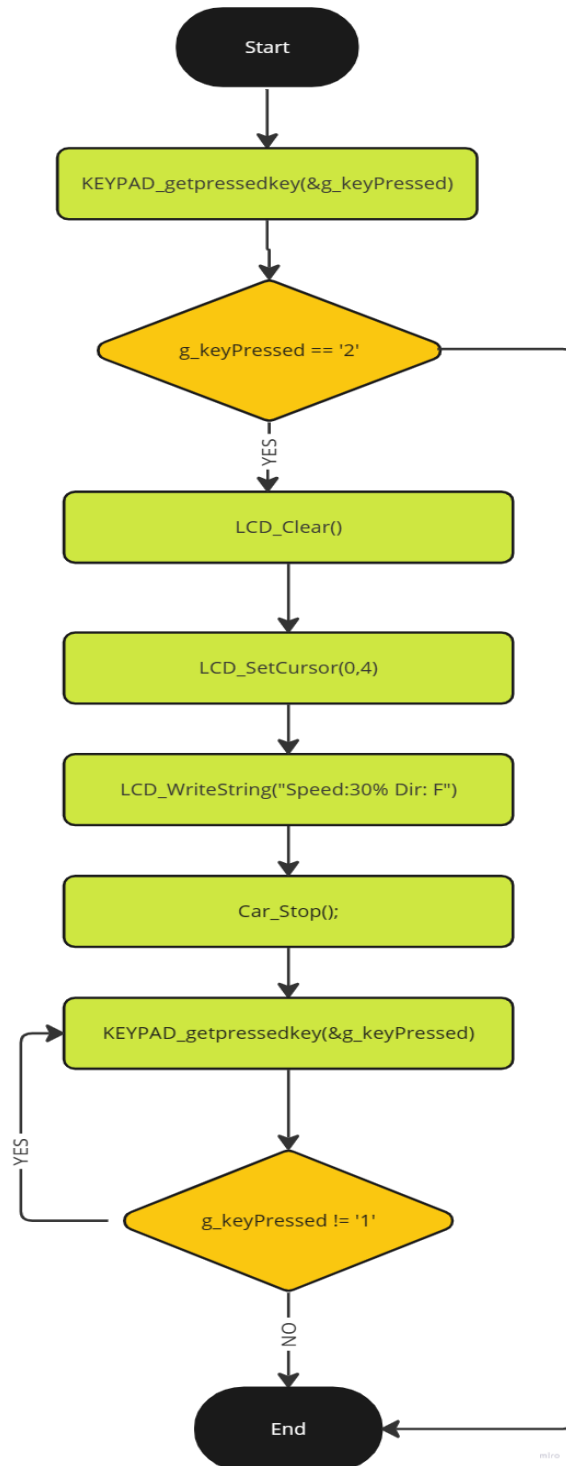 Start
KEYPAD_getpressedkey(&g_keyPressed)
g_keyPressed == '2'
YES
LCD_Clear()
LCD_SetCursor(0,4)
LCD_WriteString("Speed:30% Dir: F")
Car_Stop();
KEYPAD_getpressedkey(&g_keyPressed)
YES
g_keyPressed != '1'
NO
End
miro